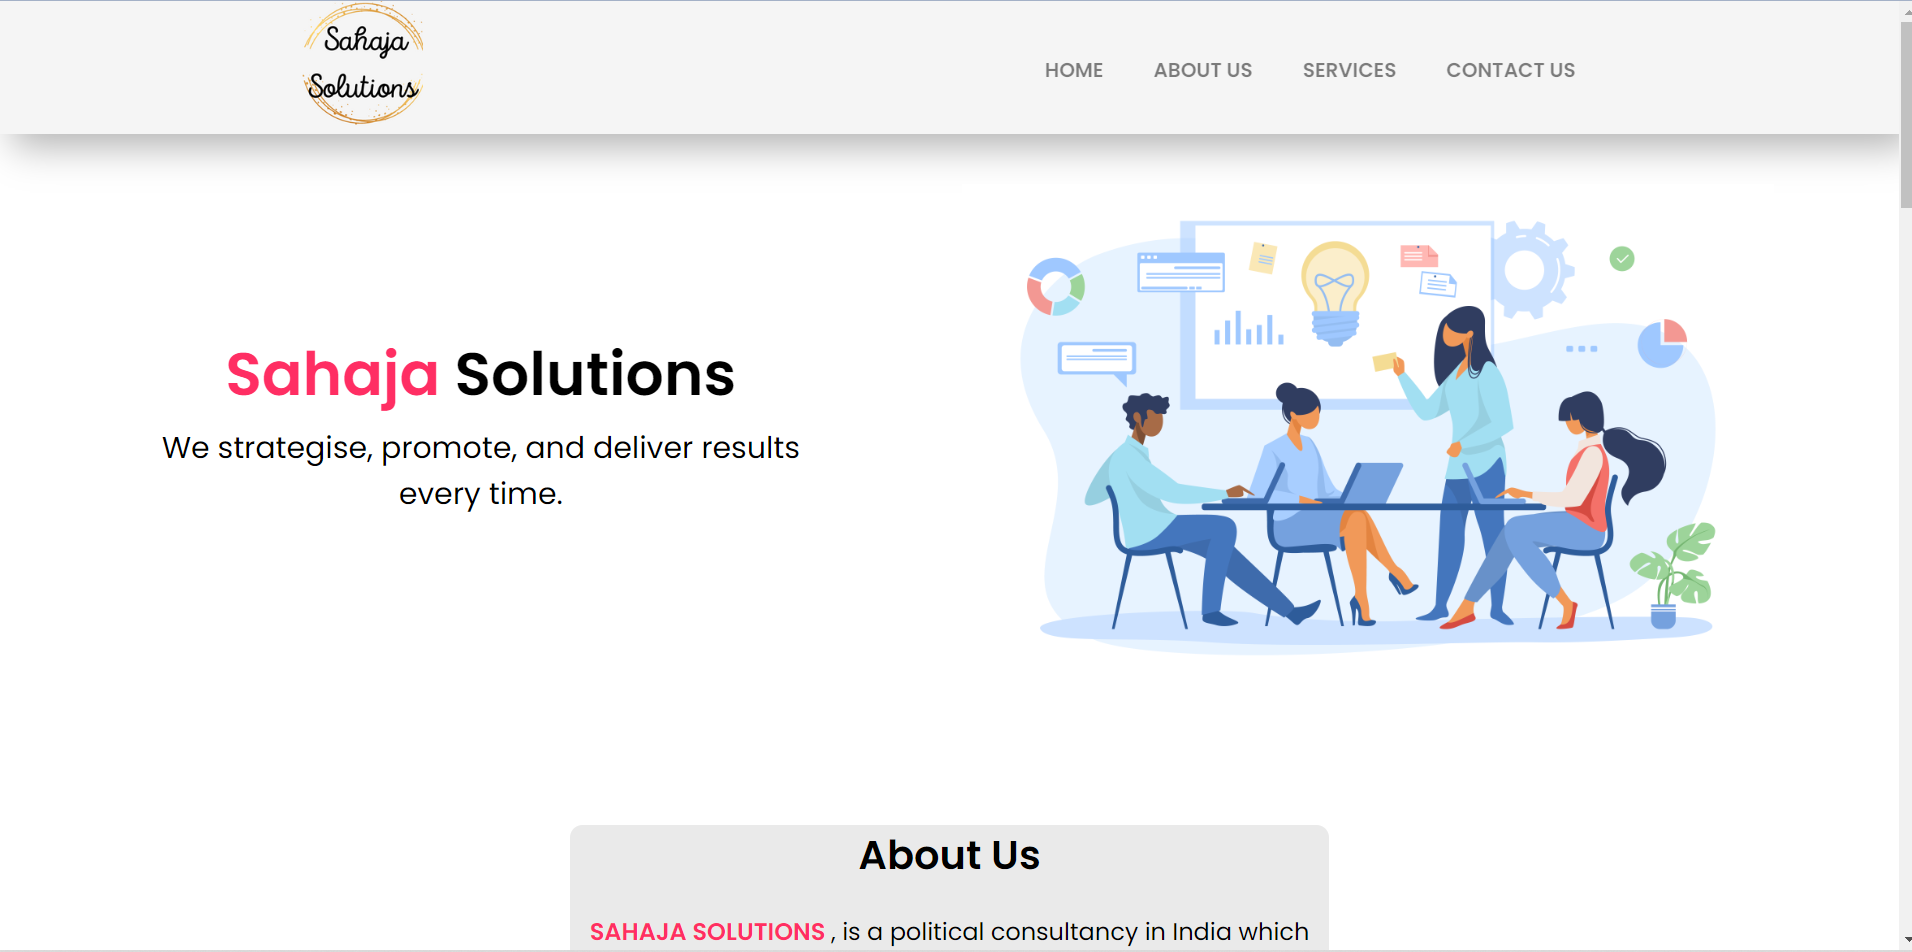 Sahaja
Solutions
HOME ABOUT US SERVICES CONTACT US
Sahaja Solutions
We strategise, promote, and deliver results
every time.
About Us
SAHAJA SOLUTIONS , is a political consultancy in India which